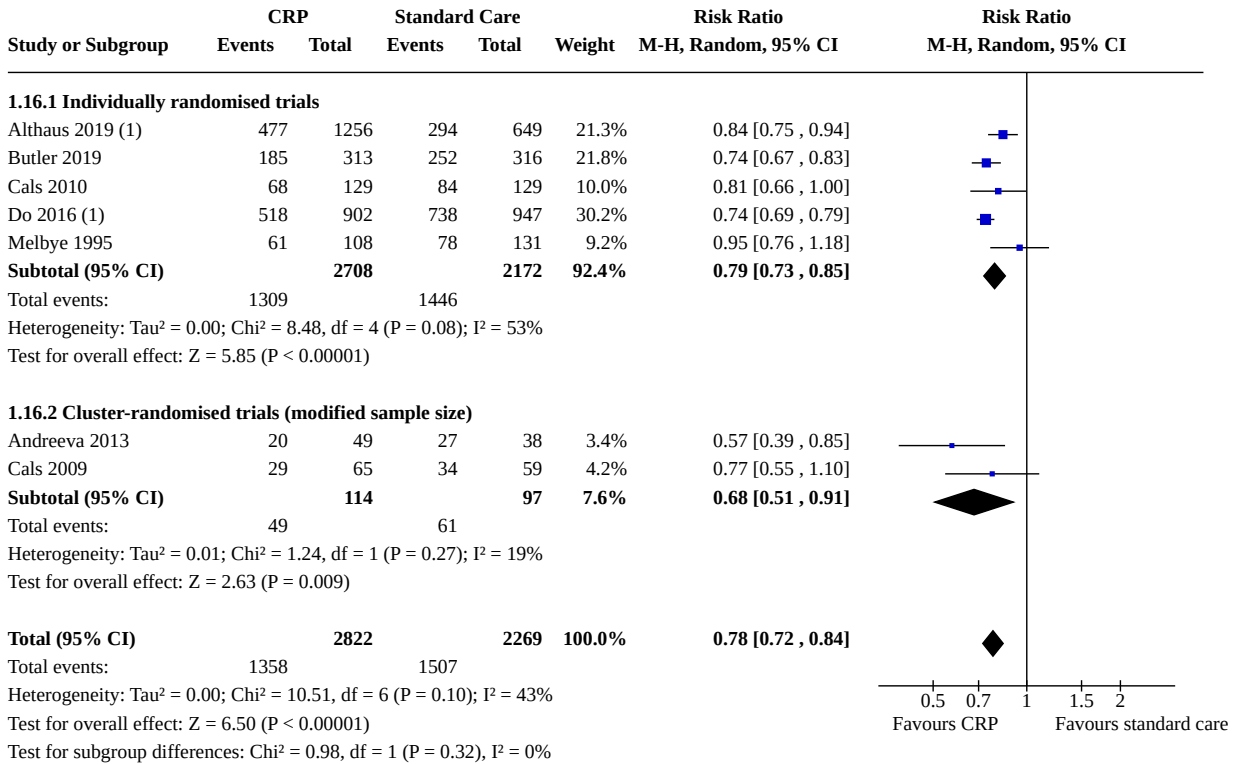 CRP Standard Care Risk Ratio Risk Ratio
Study or Subgroup Events Total Events Total Weight M-H, Random, 95% CI M-H, Random, 95% CI
1.16.1 Individually randomised trials
Althaus 2019 (1) 477 1256 294 649 21.3% 0.84 [0.75 , 0.94]
Butler 2019 185 313 252 316 21.8% 0.74 [0.67 , 0.83]
Cals 2010 68 129 84 129 10.0% 0.81 [0.66 , 1.00]
Do 2016 (1) 518 902 738 947 30.2% 0.74 [0.69 , 0.79]
Melbye 1995 61 108 78 131 9.2% 0.95 [0.76 , 1.18]
Subtotal (95% CI) 2708 2172 92.4% 0.79 [0.73 , 0.85]
Total events: 1309 1446
Heterogeneity: Tau² = 0.00; Chi² = 8.48, df = 4 (P = 0.08); I² = 53%
Test for overall effect: Z = 5.85 (P < 0.00001)
1.16.2 Cluster-randomised trials (modified sample size)
Andreeva 2013 20 49 27 38 3.4% 0.57 [0.39 , 0.85]
Cals 2009 29 65 34 59 4.2% 0.77 [0.55 , 1.10]
Subtotal (95% CI) 114 97 7.6% 0.68 [0.51 , 0.91]
Total events: 49 61
Heterogeneity: Tau² = 0.01; Chi² = 1.24, df = 1 (P = 0.27); I² = 19%
Test for overall effect: Z = 2.63 (P = 0.009)
Total (95% CI) 2822 2269 100.0% 0.78 [0.72 , 0.84]
Total events: 1358 1507
Heterogeneity: Tau² = 0.00; Chi² = 10.51, df = 6 (P = 0.10); I² = 43%
0.5 0.7 1 1.5 2
Test for overall effect: Z = 6.50 (P < 0.00001) Favours CRP Favours standard care
Test for subgroup differences: Chi² = 0.98, df = 1 (P = 0.32), I² = 0%